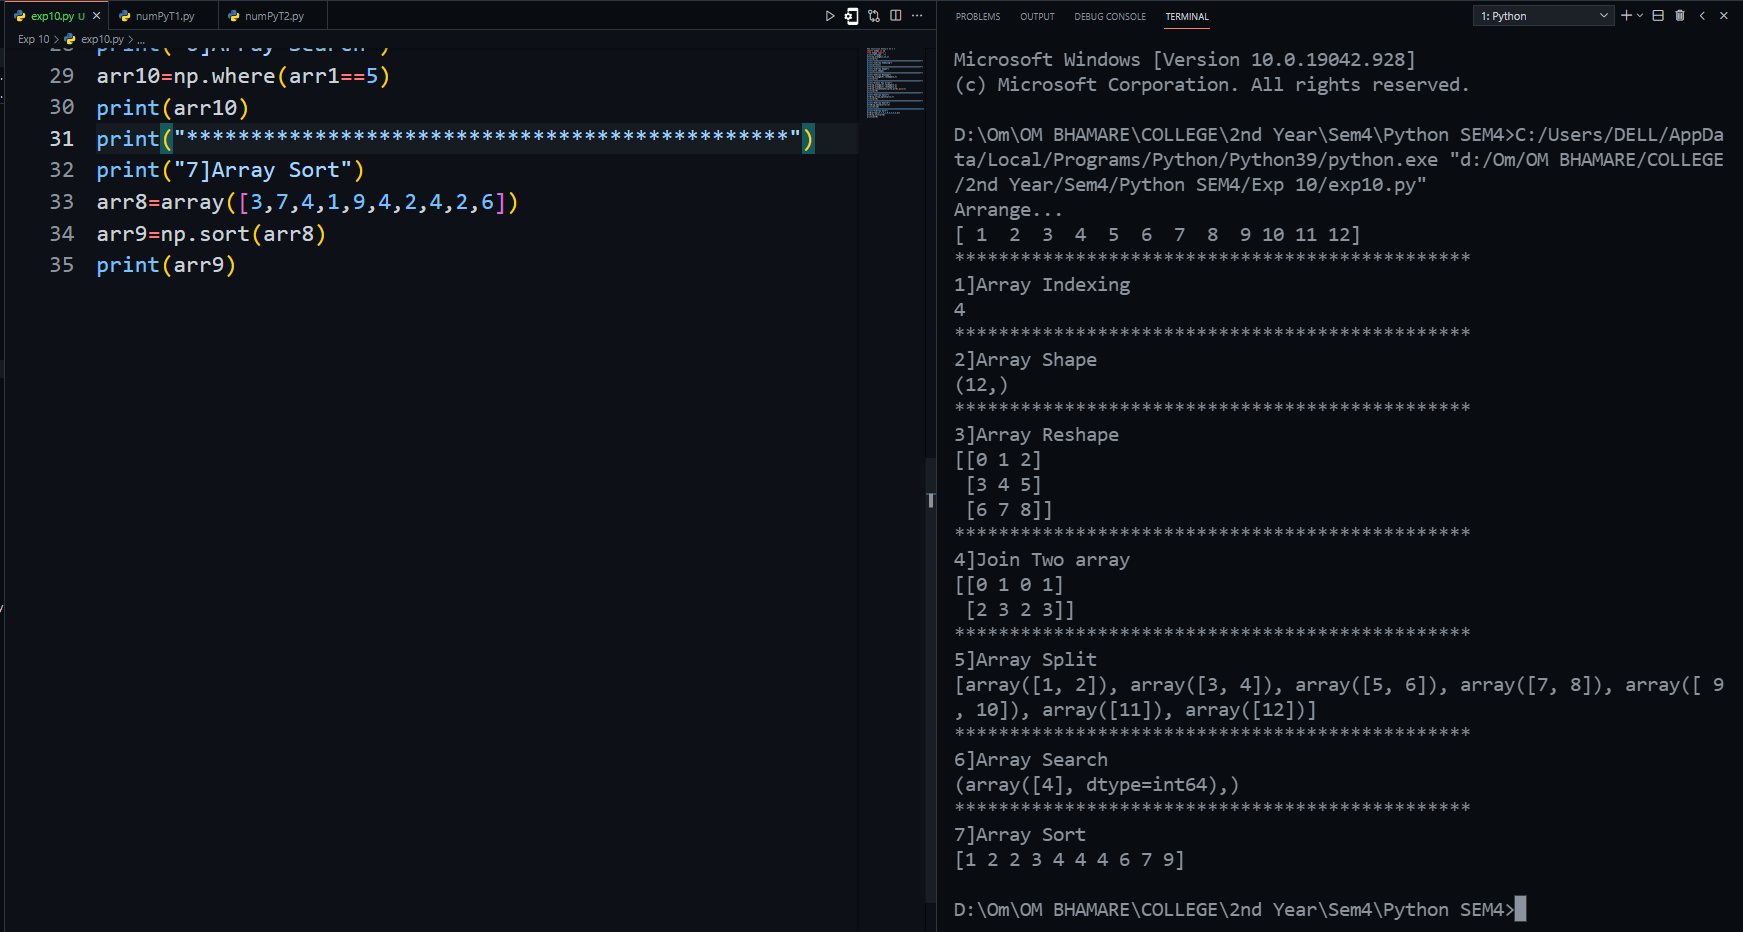 exp10.py U ×
numPyT1.py
numPyT2.py
Exp 10 > exp10.py > ...
28 print("6]Array Search")
29 arr10=np.where(arr1==5)
30 print(arr10)
31 print("***********************************************")
32 print("7]Array Sort")
33 arr8=array([3,7,4,1,9,4,2,4,2,6])
34 arr9=np.sort(arr8)
35 print(arr9)
PROBLEMS OUTPUT DEBUG CONSOLE TERMINAL
1: Python
Microsoft Windows [Version 10.0.19042.928]
(c) Microsoft Corporation. All rights reserved.
D:\Om\OM BHAMARE\COLLEGE\2nd Year\Sem4\Python SEM4>C:/Users/DELL/AppDa
ta/Local/Programs/Python/Python39/python.exe "d:/Om/OM BHAMARE/COLLEGE
/2nd Year/Sem4/Python SEM4/Exp 10/exp10.py"
Arrange...
[ 1  2  3  4  5  6  7  8  9 10 11 12]
***********************************************
1]Array Indexing
4
***********************************************
2]Array Shape
(12,)
***********************************************
3]Array Reshape
[[0 1 2]
 [3 4 5]
 [6 7 8]]
***********************************************
4]Join Two array
[[0 1 0 1]
 [2 3 2 3]]
***********************************************
5]Array Split
[array([1, 2]), array([3, 4]), array([5, 6]), array([7, 8]), array([ 9
, 10]), array([11]), array([12])]
***********************************************
6]Array Search
(array([4], dtype=int64),)
***********************************************
7]Array Sort
[1 2 2 3 4 4 4 6 7 9]
D:\Om\OM BHAMARE\COLLEGE\2nd Year\Sem4\Python SEM4>